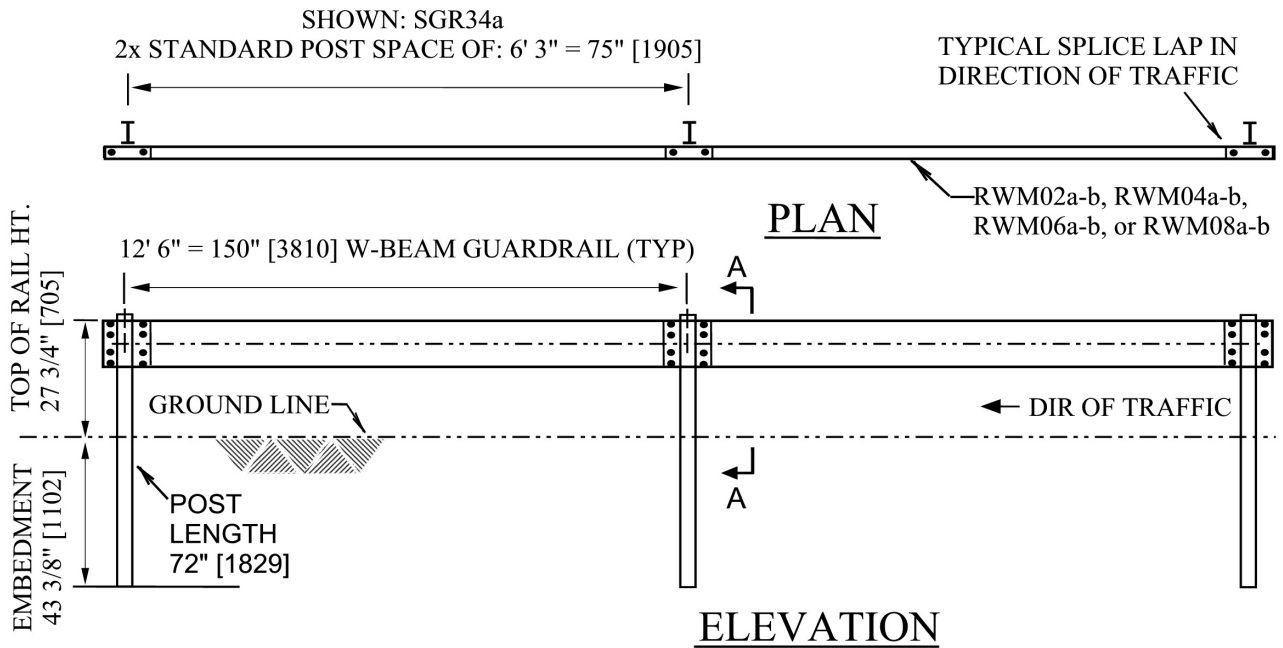 SHOWN: SGR34a
2x STANDARD POST SPACE OF: 6' 3" = 75" [1905]
TYPICAL SPLICE LAP IN
DIRECTION OF TRAFFIC
RWM02a-b, RWM04a-b,
RWM06a-b, or RWM08a-b
PLAN
12' 6" = 150" [3810] W-BEAM GUARDRAIL (TYP)
A
TOP OF RAIL HT.
27 3/4" [705]
GROUND LINE
DIR OF TRAFFIC
A
EMBEDMENT
43 3/8" [1102]
POST
LENGTH
72" [1829]
ELEVATION